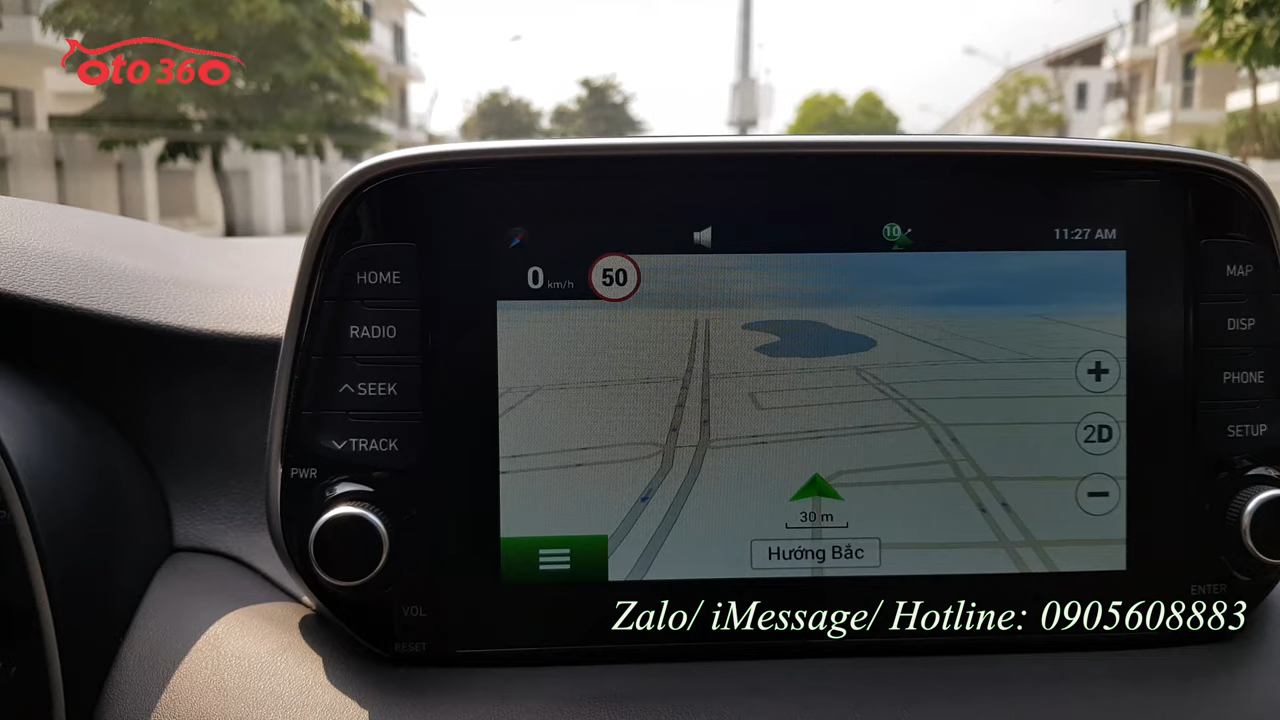 oto360
11:27 AM
10
0 km/h
50
HOME
RADIO
SEEK
TRACK
PWR
VOL
RESET
MAP
DISP
PHONE
SETUP
ENTER
+
2D
−
30 m
Hướng Bắc
Zalo/ iMessage/ Hotline: 0905608883